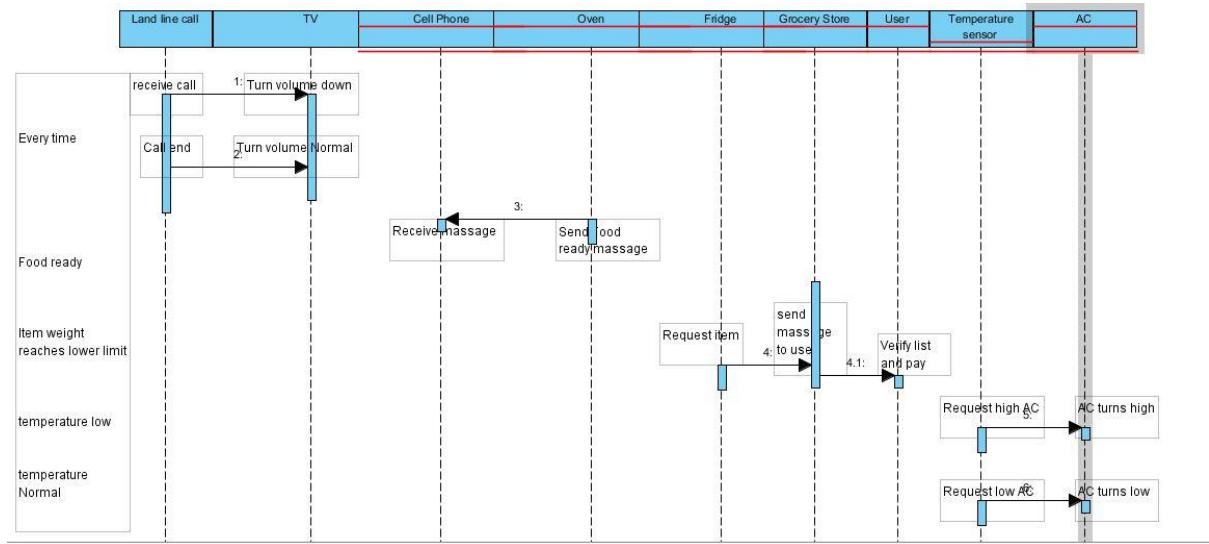 Land line call
TV
Cell Phone
Oven
Fridge
Grocery Store
User
Temperature
sensor
AC
receive call
1:
Turn volume down
Every time
Call end
2:
Turn volume Normal
3:
Receive massage
Send food
ready massage
Food ready
Item weight
reaches lower limit
Request item
4:
send
massage
to user
4.1:
Verify list
and pay
temperature low
Request high AC
5:
AC turns high
temperature
Normal
Request low AC
6:
AC turns low